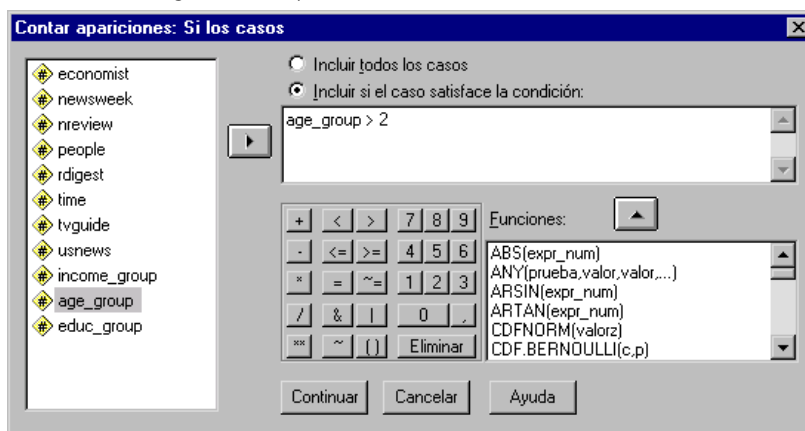 Contar apariciones: Si los casos
economist
newsweek
nreview
people
rdigest
time
tvguide
usnews
income_group
age_group
educ_group
Incluir todos los casos
Incluir si el caso satisface la condición:
age_group > 2
+ < > 7 8 9
- <= >= 4 5 6
* = ~= 1 2 3
/ & | 0 ,
** ~ () Eliminar
Funciones:
ABS(expr_num)
ANY(prueba,valor,valor,...)
ARSIN(expr_num)
ARTAN(expr_num)
CDFNORM(valorz)
CDF.BERNOULLI(c,p)
Continuar Cancelar Ayuda